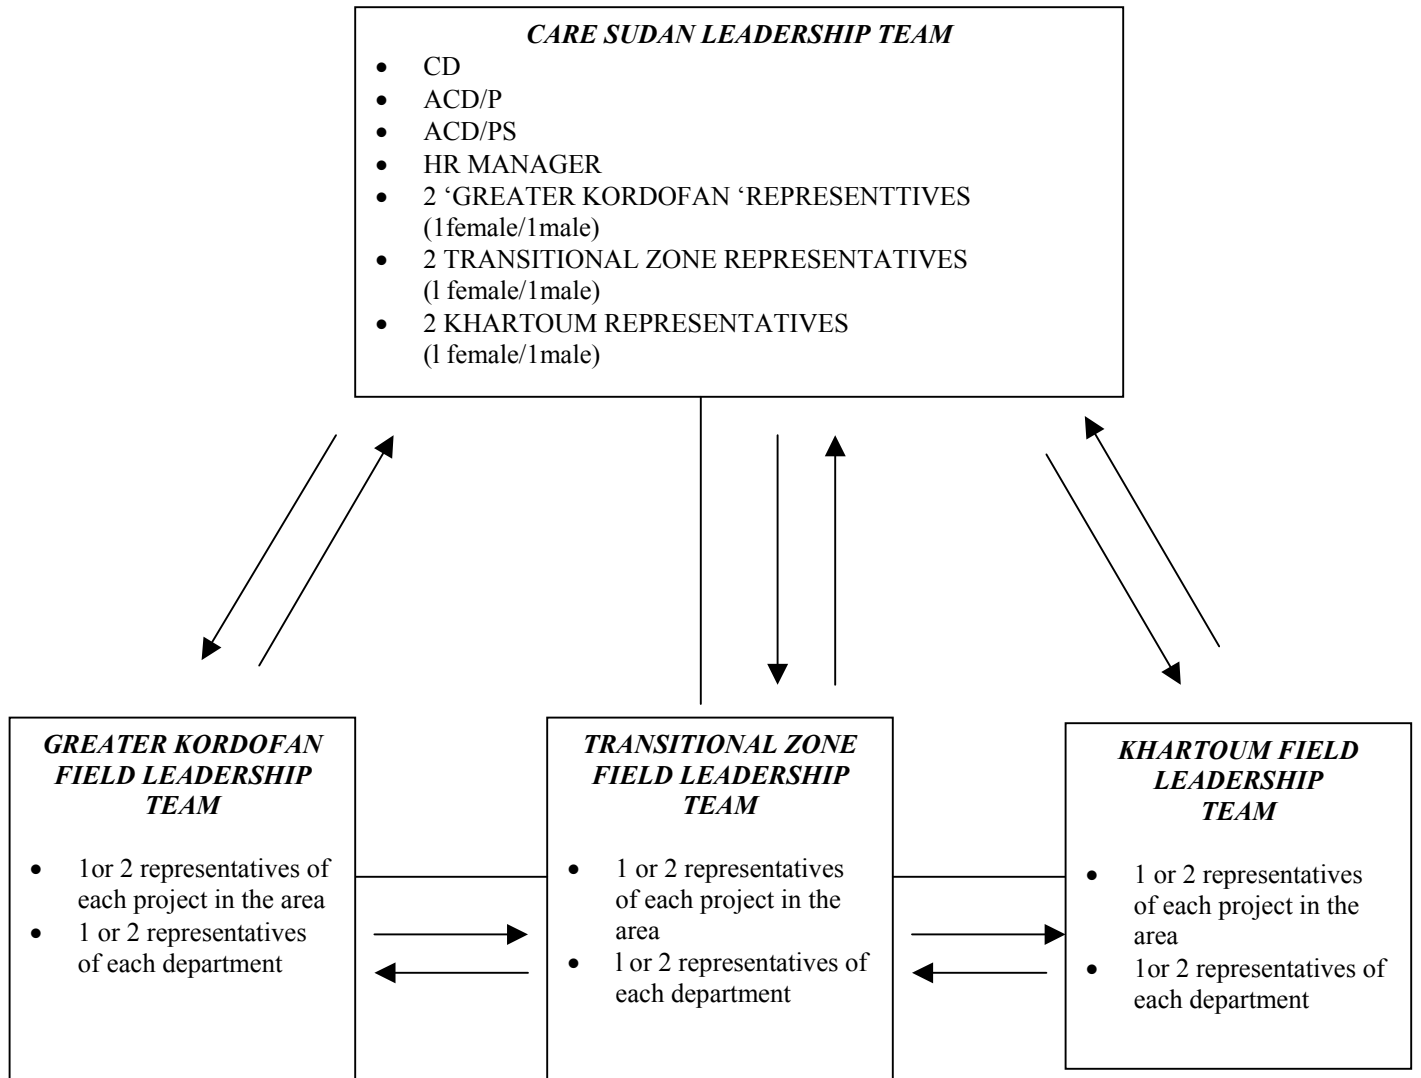 CARE SUDAN LEADERSHIP TEAM
• CD
• ACD/P
• ACD/PS
• HR MANAGER
• 2 ‘GREATER KORDOFAN ‘REPRESENTTIVES
(1female/1male)
• 2 TRANSITIONAL ZONE REPRESENTATIVES
(l female/1male)
• 2 KHARTOUM REPRESENTATIVES
(l female/1male)
GREATER KORDOFAN
FIELD LEADERSHIP
TEAM
• 1or 2 representatives of
each project in the area
• 1 or 2 representatives
of each department
TRANSITIONAL ZONE
FIELD LEADERSHIP
TEAM
• 1 or 2 representatives
of each project in the
area
• l or 2 representatives of
each department
KHARTOUM FIELD
LEADERSHIP
TEAM
• 1 or 2 representatives
of each project in the
area
• 1or 2 representatives of
each department